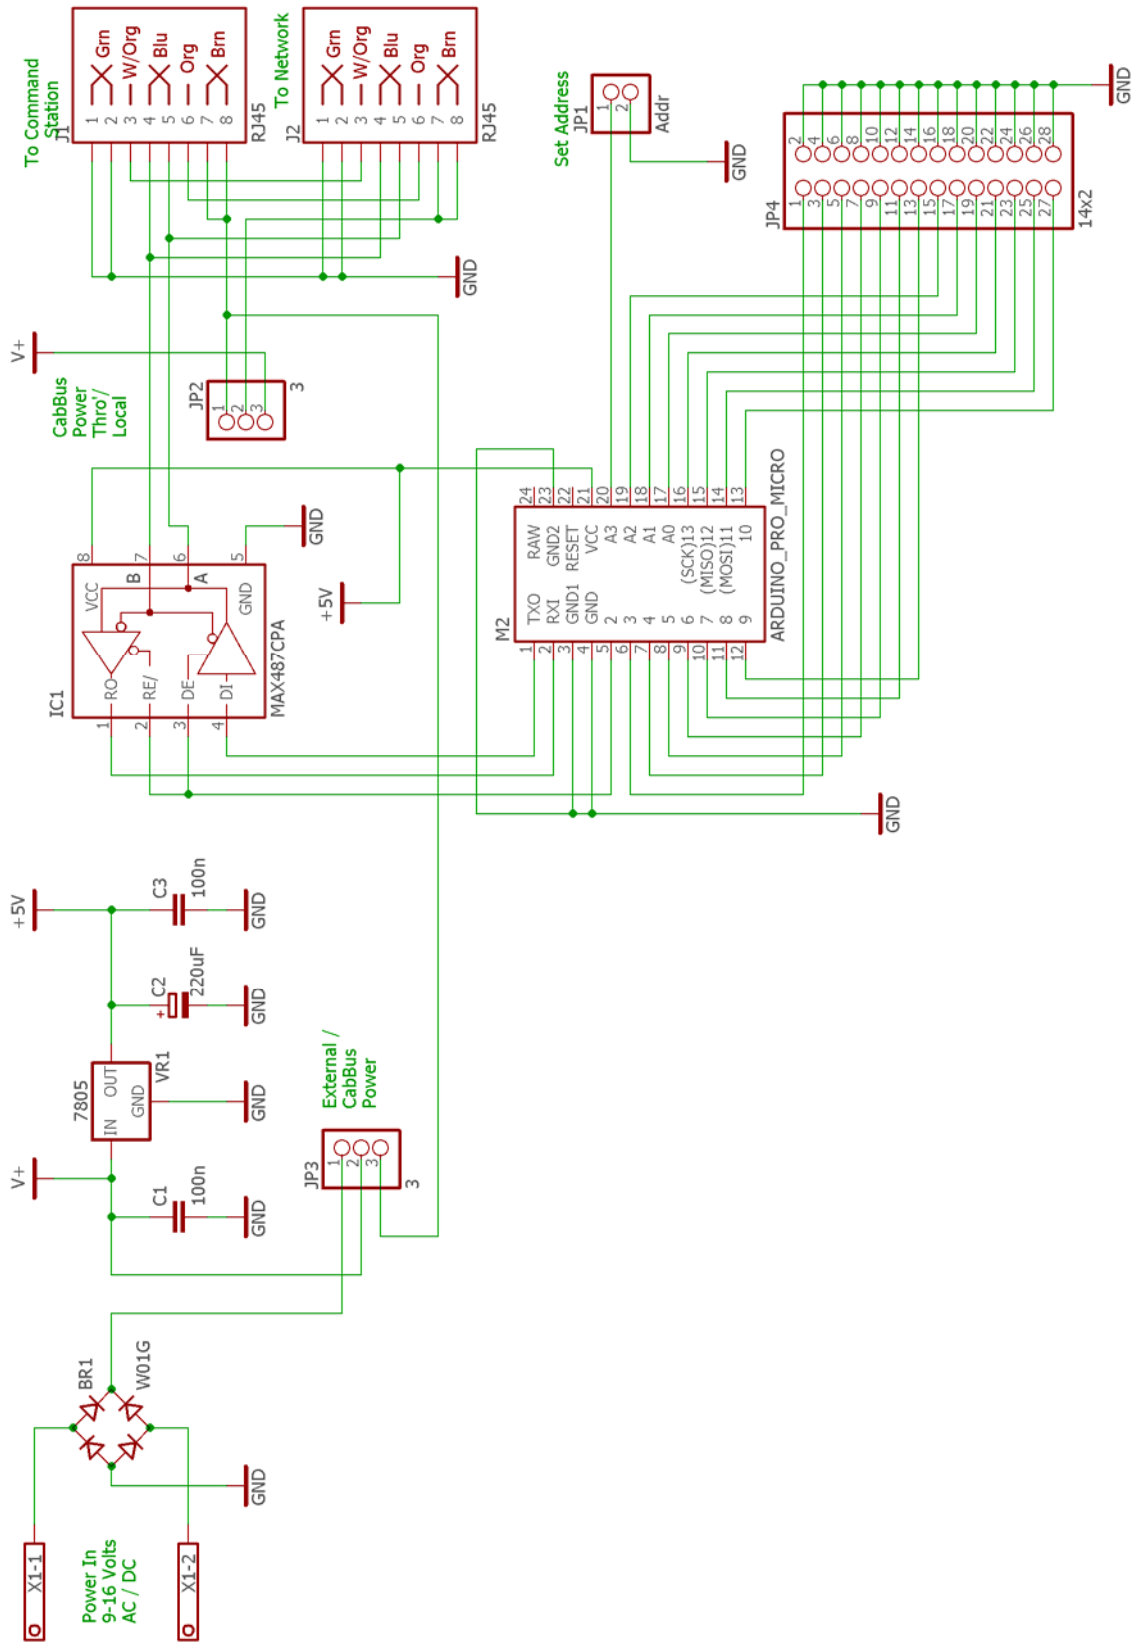 To Command
Station
J1
1
2
3
4
5
6
7
8
Grn
W/Org
Blu
Org
Brn
RJ45
To Network
J2
1
2
3
4
5
6
7
8
Grn
W/Org
Blu
Org
Brn
RJ45
GND
V+
CabBus
Power
Thro'/
Local
JP2
1
2
3
3
Set Address
JP1
1
2
Addr
GND
JP4
2
4
6
8
10
12
14
16
18
20
22
24
26
28
1
3
5
7
9
11
13
15
17
19
21
23
25
27
14x2
GND
IC1
MAX487CPA
VCC
B
A
GND
RO
RE/
DE
DI
8
7
6
5
1
2
3
4
GND
+5V
M2
ARDUINO_PRO_MICRO
24
23
22
21
20
19
18
17
16
15
14
13
RAW
GND2
RESET
VCC
A3
A2
A1
A0
(SCK)13
(MISO)12
(MOSI)11
10
TXO
RXI
GND1
GND
2
3
4
5
6
7
8
9
1
2
3
4
5
6
7
8
9
10
11
12
GND
+5V
C3
100n
GND
C2
+
220uF
GND
7805
VR1
IN
OUT
GND
GND
V+
C1
100n
GND
External /
CabBus
Power
JP3
1
2
3
3
BR1
W01G
GND
Power In
9-16 Volts
AC / DC
X1-1
X1-2